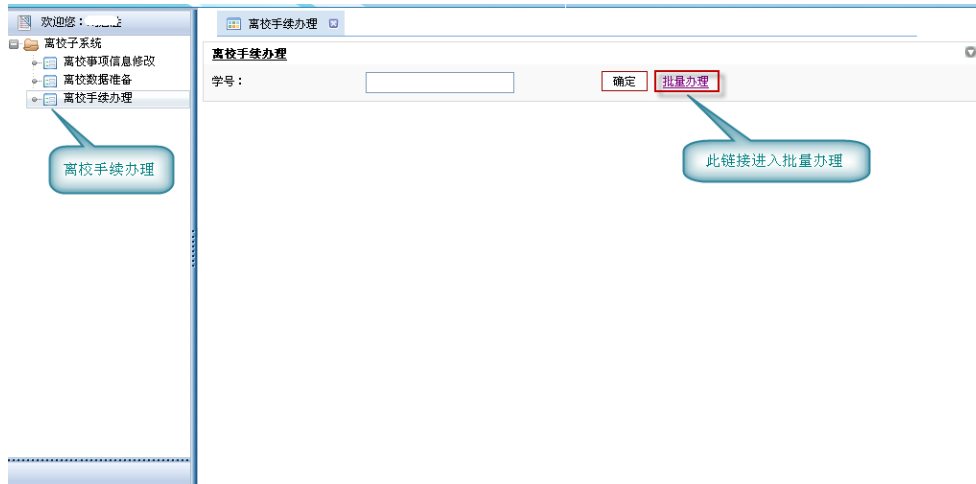 欢迎您：
离校子系统
离校事项信息修改
离校数据准备
离校手续办理
离校手续办理
离校手续办理
离校手续办理
学号：
确定
批量办理
此链接进入批量办理